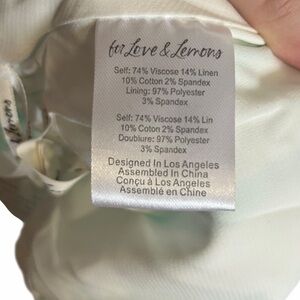 for Love & Lemons
Self: 74% Viscose 14% Linen
10% Coton 2% Spandex
Lining: 97% Polyester
3% Spandex
Self: 74% Viscose 14% Lin
10% Coton 2% Spandex
Doublure: 97% Polyester
3% Spandex
Designed In Los Angeles
Assembled In China
Conçu à Los Angeles
Assemblé en Chine